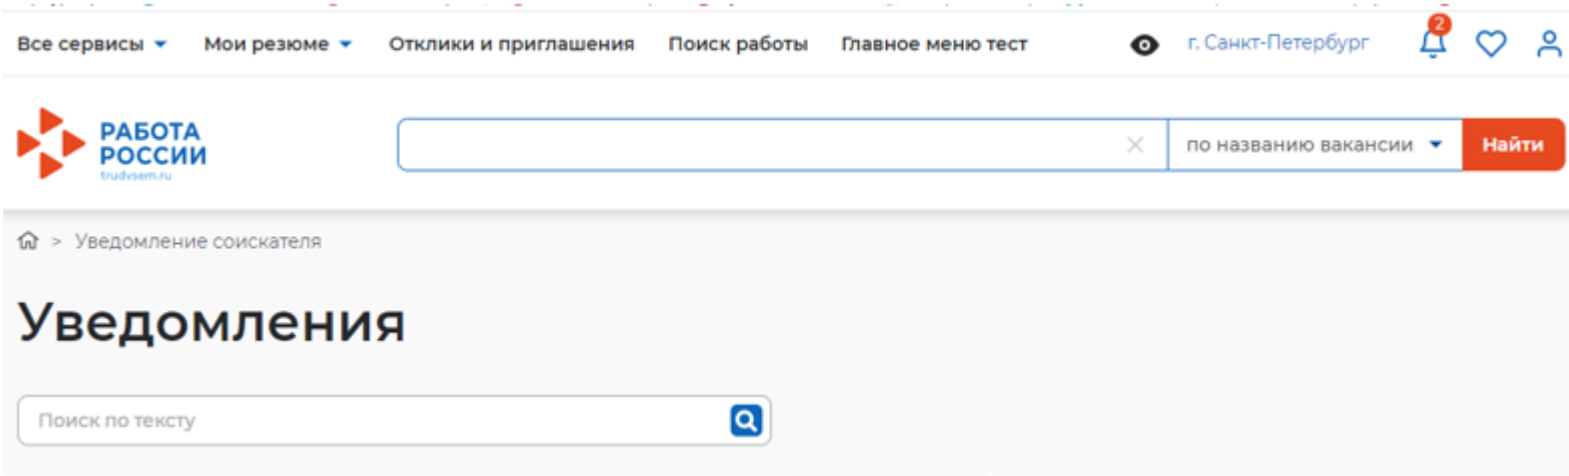 Все сервисы Мои резюме Отклики и приглашения Поиск работы Главное меню тест г. Санкт-Петербург 2
РАБОТА
РОССИИ
trudvsem.ru
по названию вакансии Найти
> Уведомление соискателя
Уведомления
Поиск по тексту